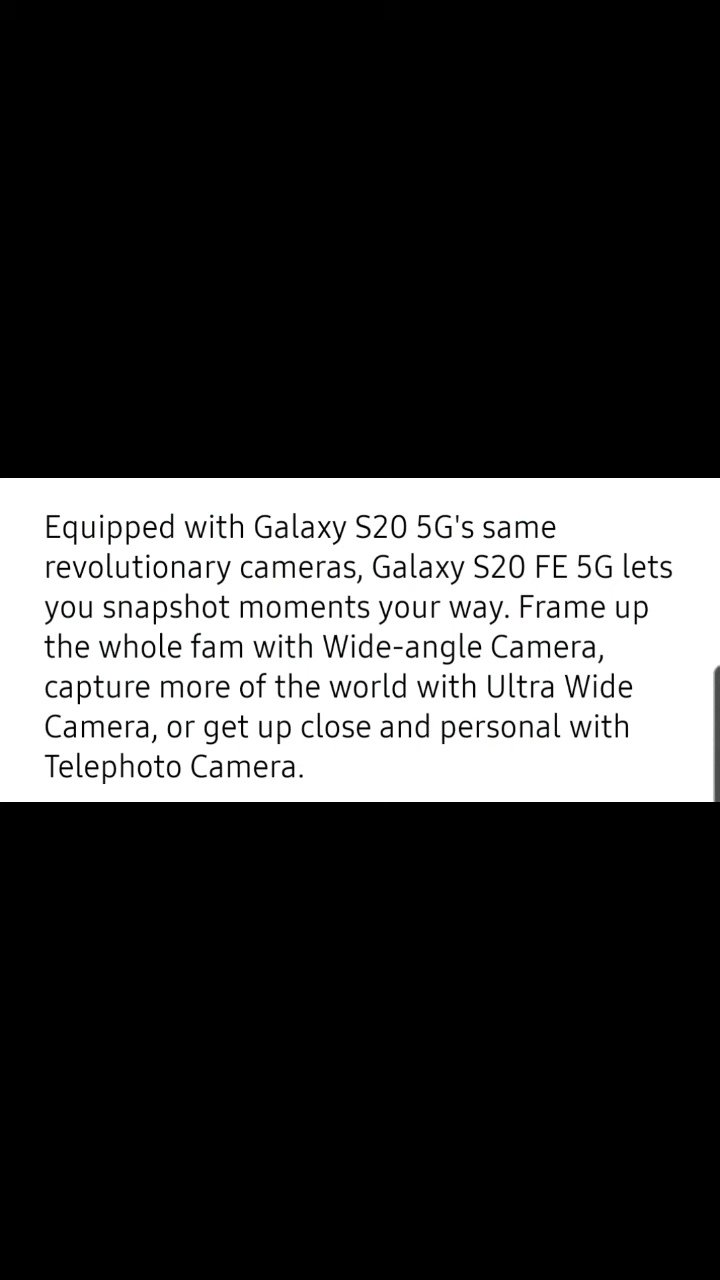 Equipped with Galaxy S20 5G's same
revolutionary cameras, Galaxy S20 FE 5G lets
you snapshot moments your way. Frame up
the whole fam with Wide-angle Camera,
capture more of the world with Ultra Wide
Camera, or get up close and personal with
Telephoto Camera.